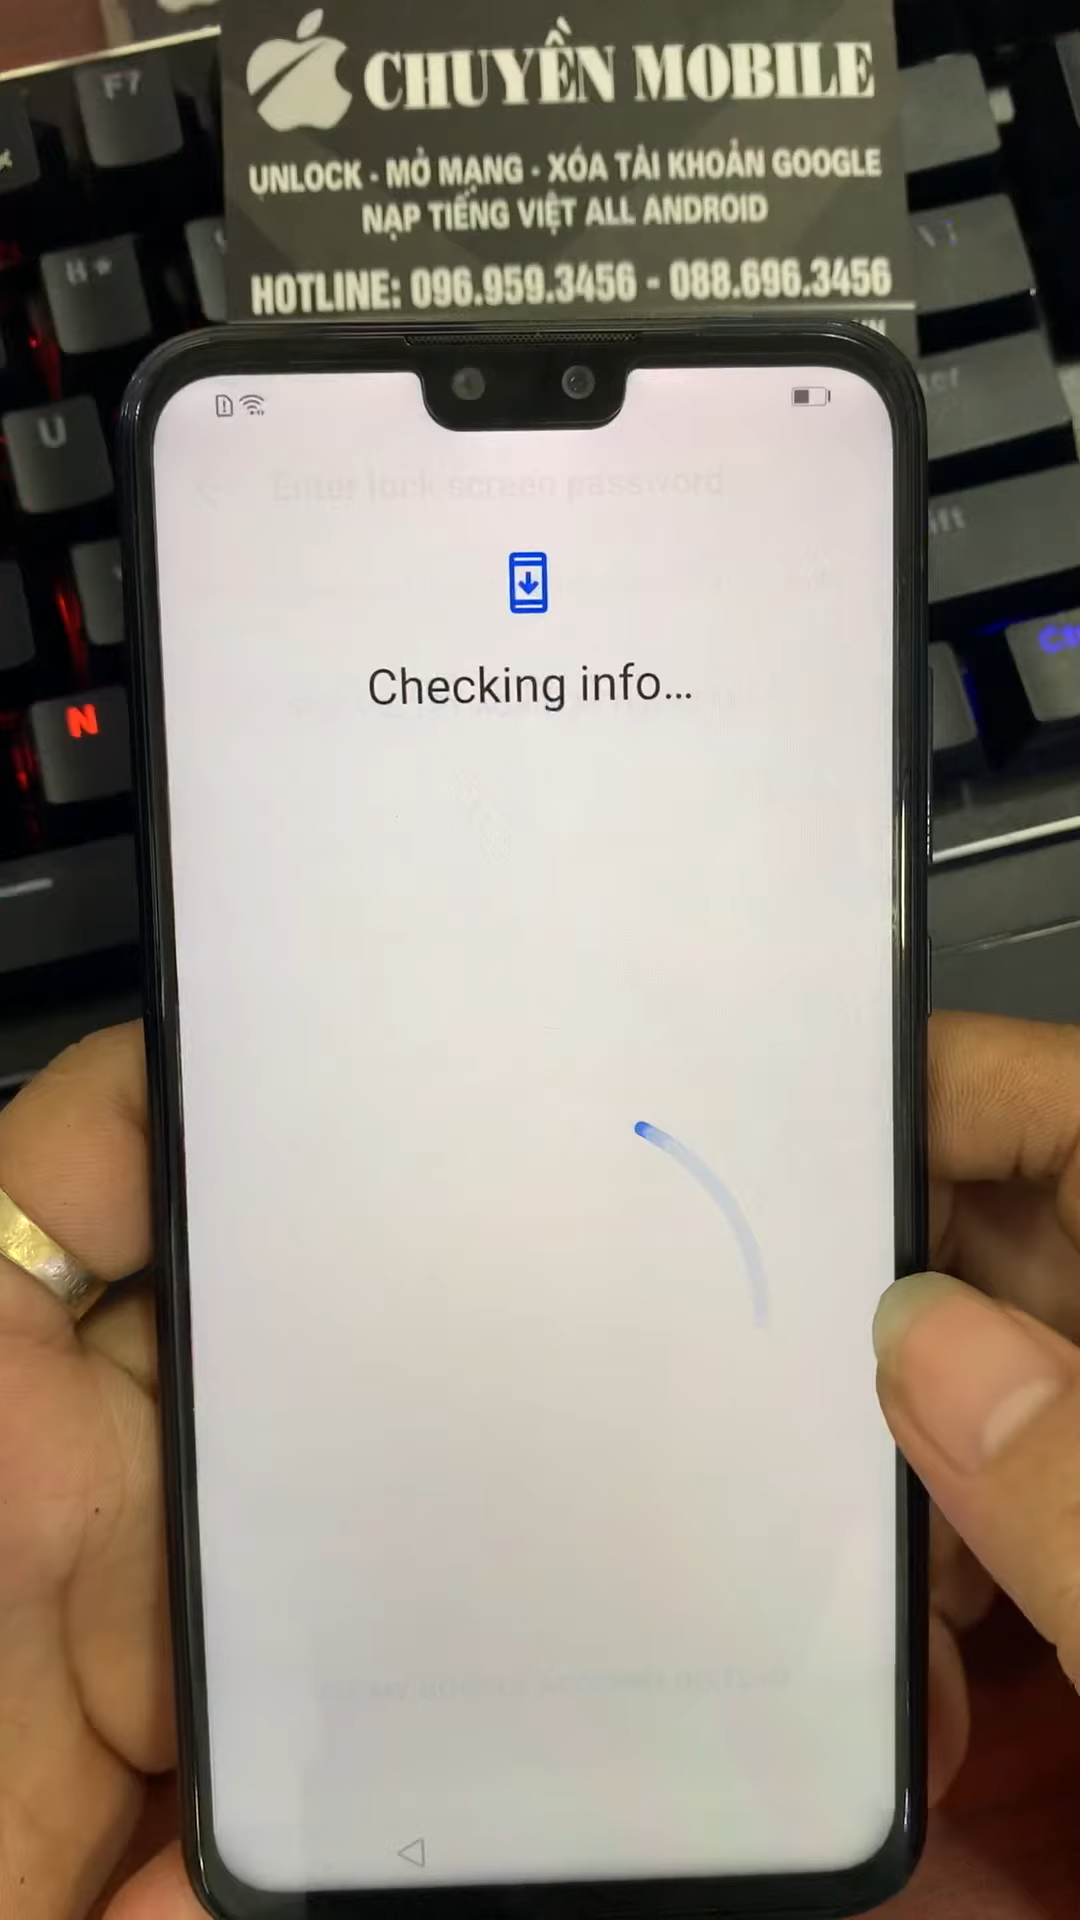 CHUYỀN MOBILE
UNLOCK - MỞ MẠNG - XÓA TÀI KHOẢN GOOGLE
NẠP TIẾNG VIỆT ALL ANDROID
HOTLINE: 096.959.3456 - 088.696.3456
F7
U
N
Enter lock screen password
Checking info...